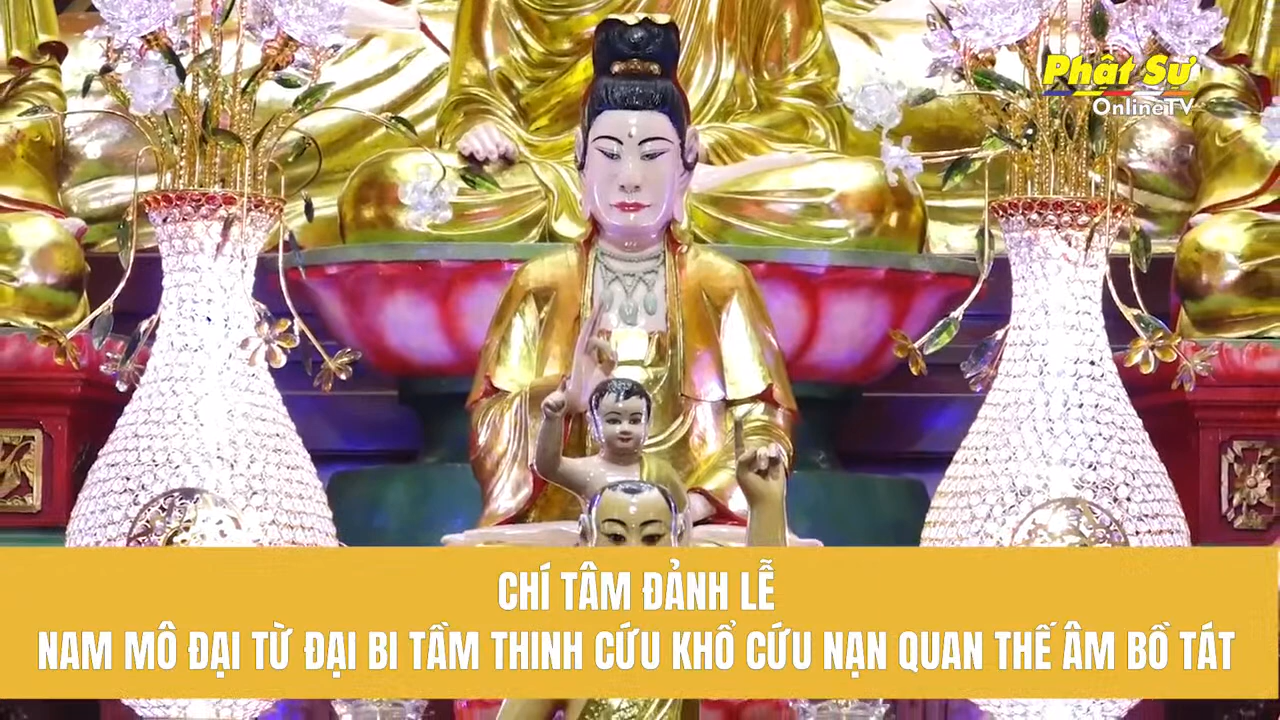 Phật Sự
OnlineTV
CHÍ TÂM ĐẢNH LỄ
NAM MÔ ĐẠI TỪ ĐẠI BI TẦM THINH CỨU KHỔ CỨU NẠN QUAN THẾ ÂM BỒ TÁT